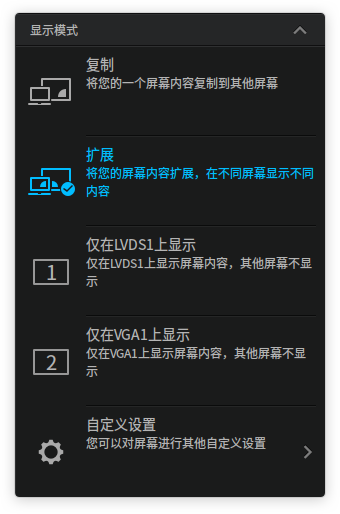 显示模式
复制
将您的一个屏幕内容复制到其他屏幕
扩展
将您的屏幕内容扩展，在不同屏幕显示不同
内容
仅在LVDS1上显示
1
仅在LVDS1上显示屏幕内容，其他屏幕不显
示
仅在VGA1上显示
2
仅在VGA1上显示屏幕内容，其他屏幕不显
示
自定义设置
您可以对屏幕进行其他自定义设置